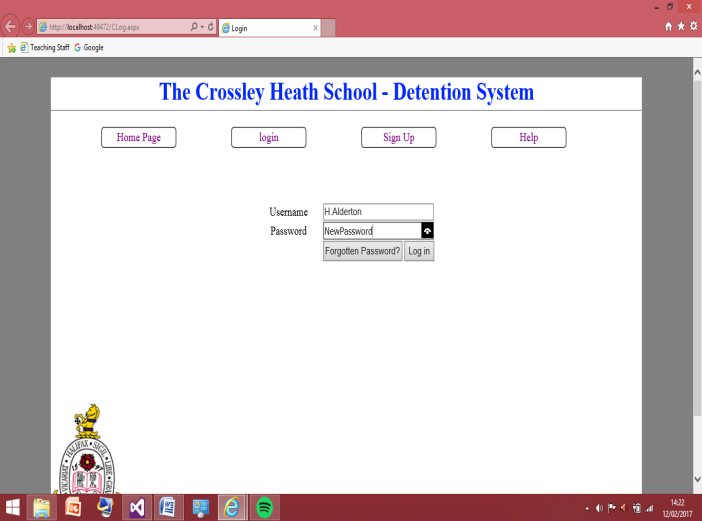 http://localhost:49472/CLog.aspx
Login
Teaching Staff
Google
The Crossley Heath School - Detention System
Home Page
login
Sign Up
Help
Username
H.Alderton
Password
NewPassword
Forgotten Password?
Log in
HALIFAX
14:22
12/02/2017